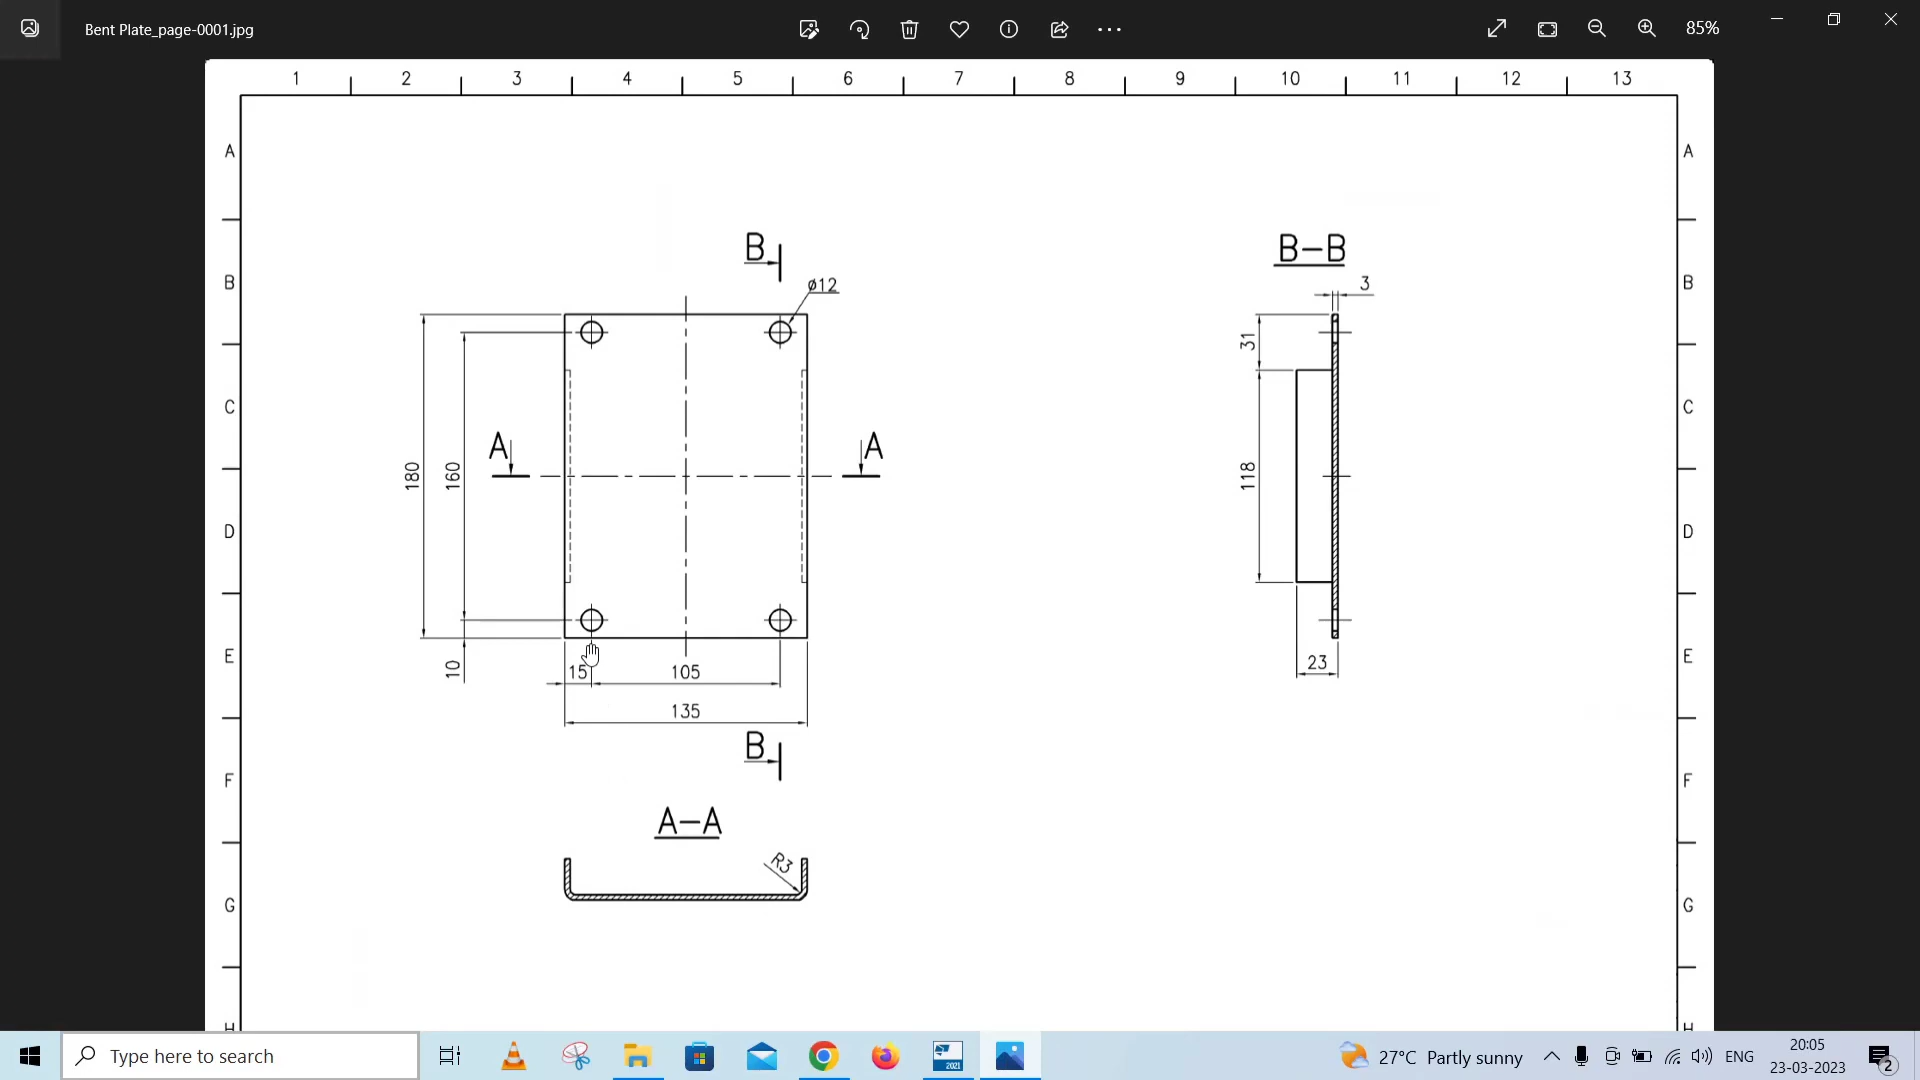 Bent Plate_page-0001.jpg
85%
1 2 3 4 5 6 7 8 9 10 11 12 13
A A
B B-B
B ø12 3 B
31
C C
A A
180 160 118
D D
E 10 15 105 23 E
135
B
F F
A-A
R3
G G
H H
Type here to search
2021
27°C Partly sunny
ENG
20:05
23-03-2023
2